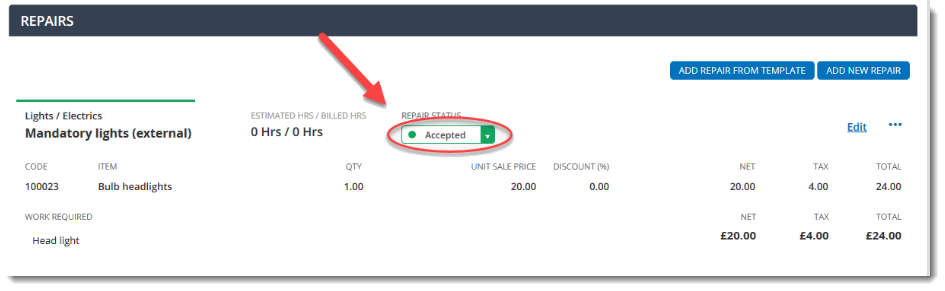 REPAIRS
ADD REPAIR FROM TEMPLATE ADD NEW REPAIR
Lights / Electrics ESTIMATED HRS / BILLED HRS REPAIR STATUS
Mandatory lights (external) 0 Hrs / 0 Hrs Accepted Edit •••
CODE ITEM QTY UNIT SALE PRICE DISCOUNT (%) NET TAX TOTAL
100023 Bulb headlights 1.00 20.00 0.00 20.00 4.00 24.00
WORK REQUIRED NET TAX TOTAL
Head light £20.00 £4.00 £24.00